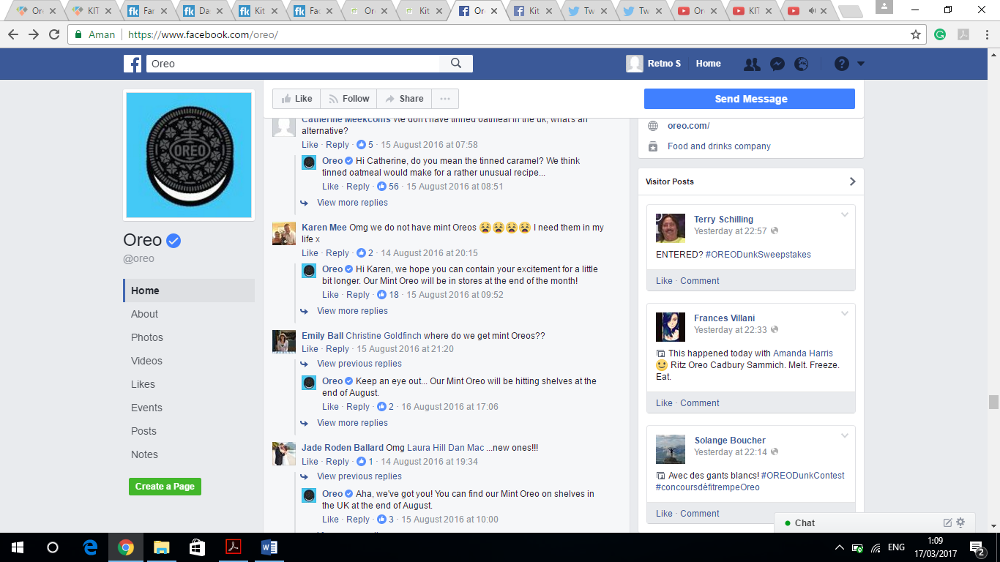 Ore
KIT
Far
Da
Kit
Fac
Or
Kit
Or
Kit
Tw
Tw
Ore
KIT
Aman
https://www.facebook.com/oreo/
Oreo
Retno S
Home
Like
Follow
Share
Send Message
OREO
Oreo
@oreo
Home
About
Photos
Videos
Likes
Events
Posts
Notes
Create a Page
Catherine Meekcoms We don't have tinned oatmeal in the uk, what's an
alternative?
Like · Reply · 5 · 15 August 2016 at 07:58
Oreo Hi Catherine, do you mean the tinned caramel? We think
tinned oatmeal would make for a rather unusual recipe...
Like · Reply · 56 · 15 August 2016 at 08:51
View more replies
Karen Mee Omg we do not have mint Oreos 😫😫😫😫 I need them in my
life x
Like · Reply · 2 · 14 August 2016 at 20:15
Oreo Hi Karen, we hope you can contain your excitement for a little
bit longer. Our Mint Oreo will be in stores at the end of the month!
Like · Reply · 18 · 15 August 2016 at 09:52
View more replies
Emily Ball Christine Goldfinch where do we get mint Oreos??
Like · Reply · 15 August 2016 at 21:20
View previous replies
Oreo Keep an eye out... Our Mint Oreo will be hitting shelves at the
end of August.
Like · Reply · 2 · 16 August 2016 at 17:06
View more replies
Jade Roden Ballard Omg Laura Hill Dan Mac ...new ones!!!
Like · Reply · 1 · 14 August 2016 at 19:34
View previous replies
Oreo Aha, we've got you! You can find our Mint Oreo on shelves in
the UK at the end of August.
Like · Reply · 3 · 15 August 2016 at 10:00
oreo.com/
Food and drinks company
Visitor Posts
Terry Schilling
Yesterday at 22:57
ENTERED? #OREODunkSweepstakes
Like · Comment
Frances Villani
Yesterday at 22:33
This happened today with Amanda Harris
🙂 Ritz Oreo Cadbury Sammich. Melt. Freeze.
Eat.
Like · Comment
Solange Boucher
Yesterday at 22:14
Avec des gants blancs! #OREODunkContest
#concoursdéfitrempeOreo
Like · Comment
Chat
ENG
1:09
17/03/2017
2